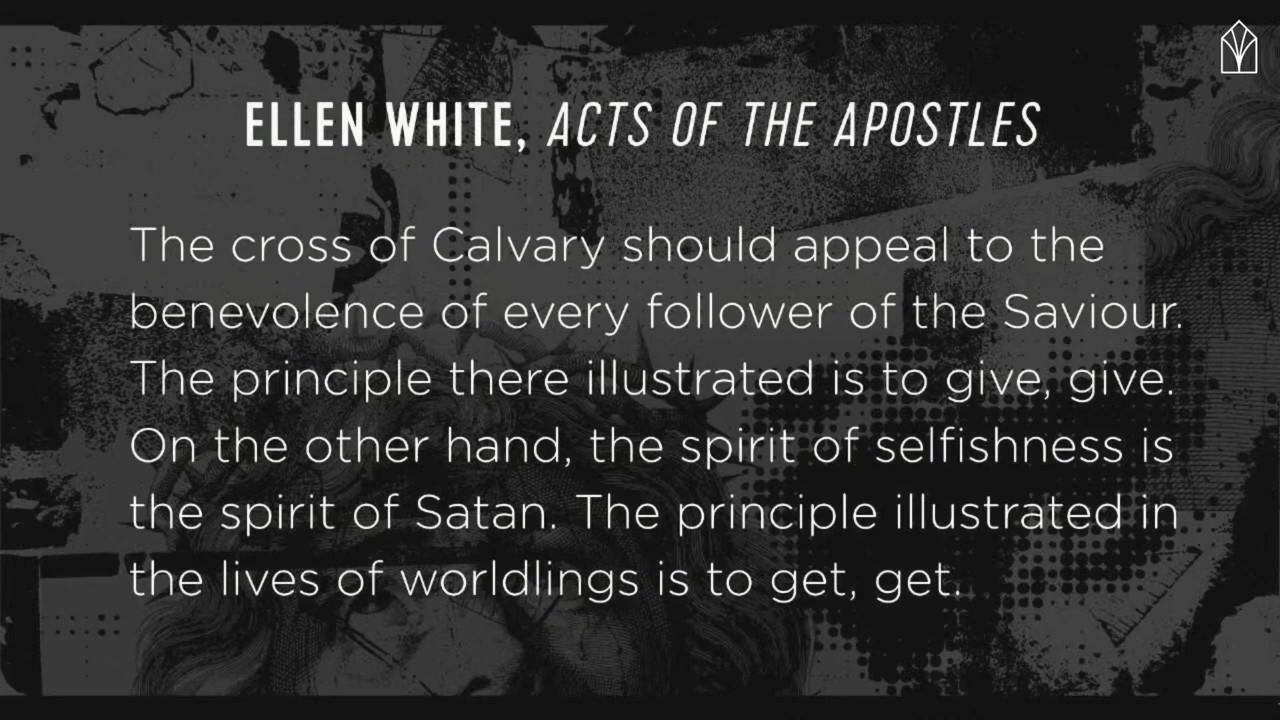 ELLEN WHITE, ACTS OF THE APOSTLES
The cross of Calvary should appeal to the
benevolence of every follower of the Saviour.
The principle there illustrated is to give, give.
On the other hand, the spirit of selfishness is
the spirit of Satan. The principle illustrated in
the lives of worldlings is to get, get.